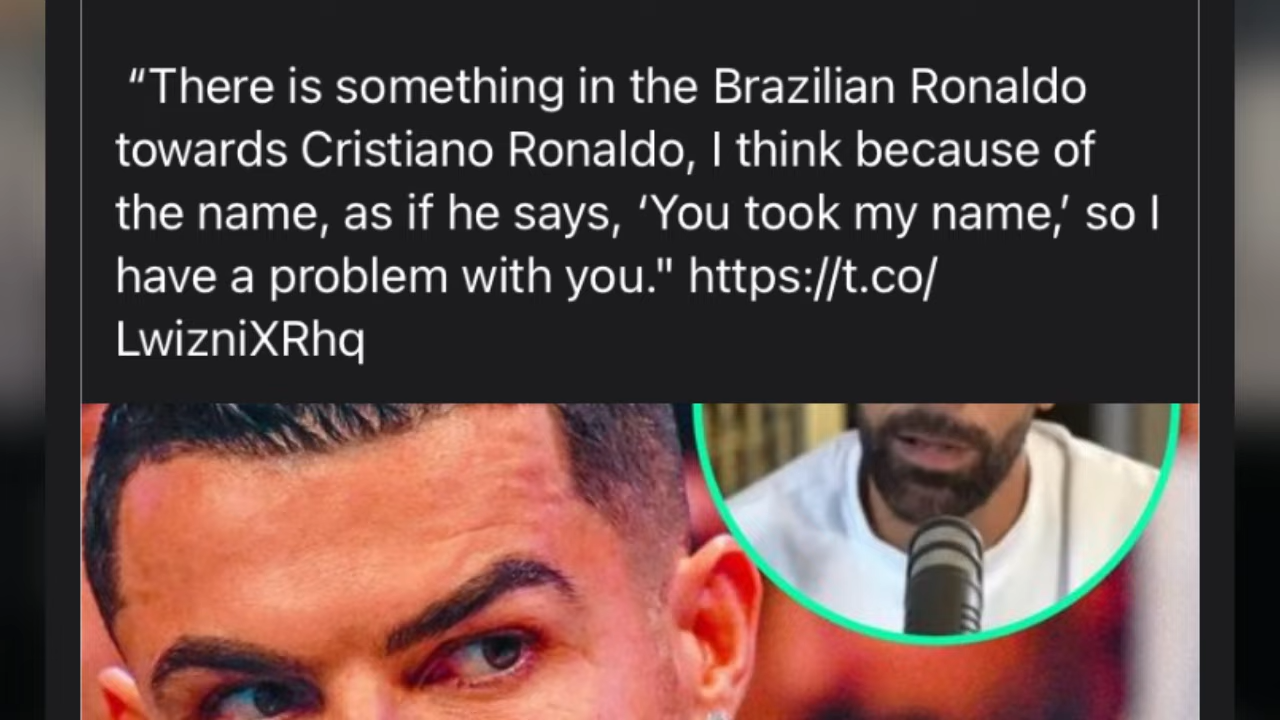 “There is something in the Brazilian Ronaldo
towards Cristiano Ronaldo, I think because of
the name, as if he says, ‘You took my name,’ so I
have a problem with you." https://t.co/
LwizniXRhq